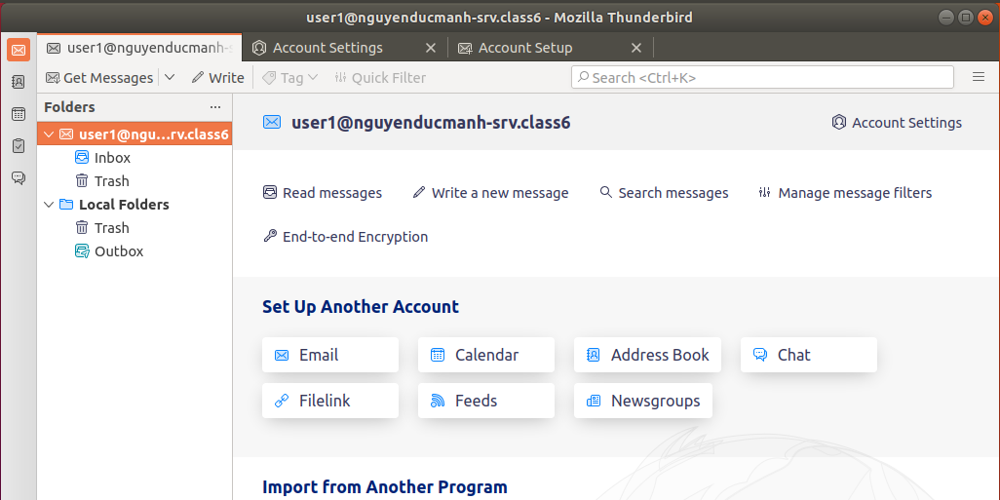 user1@nguyenducmanh-srv.class6 - Mozilla Thunderbird
user1@nguyenducmanh-s Account Settings Account Setup
Get Messages Write Tag Quick Filter Search <Ctrl+K>
Folders ···
user1@ngu...rv.class6
Inbox
Trash
Local Folders
Trash
Outbox
user1@nguyenducmanh-srv.class6 Account Settings
Read messages Write a new message Search messages Manage message filters
End-to-end Encryption
Set Up Another Account
Email Calendar Address Book Chat
Filelink Feeds Newsgroups
Import from Another Program